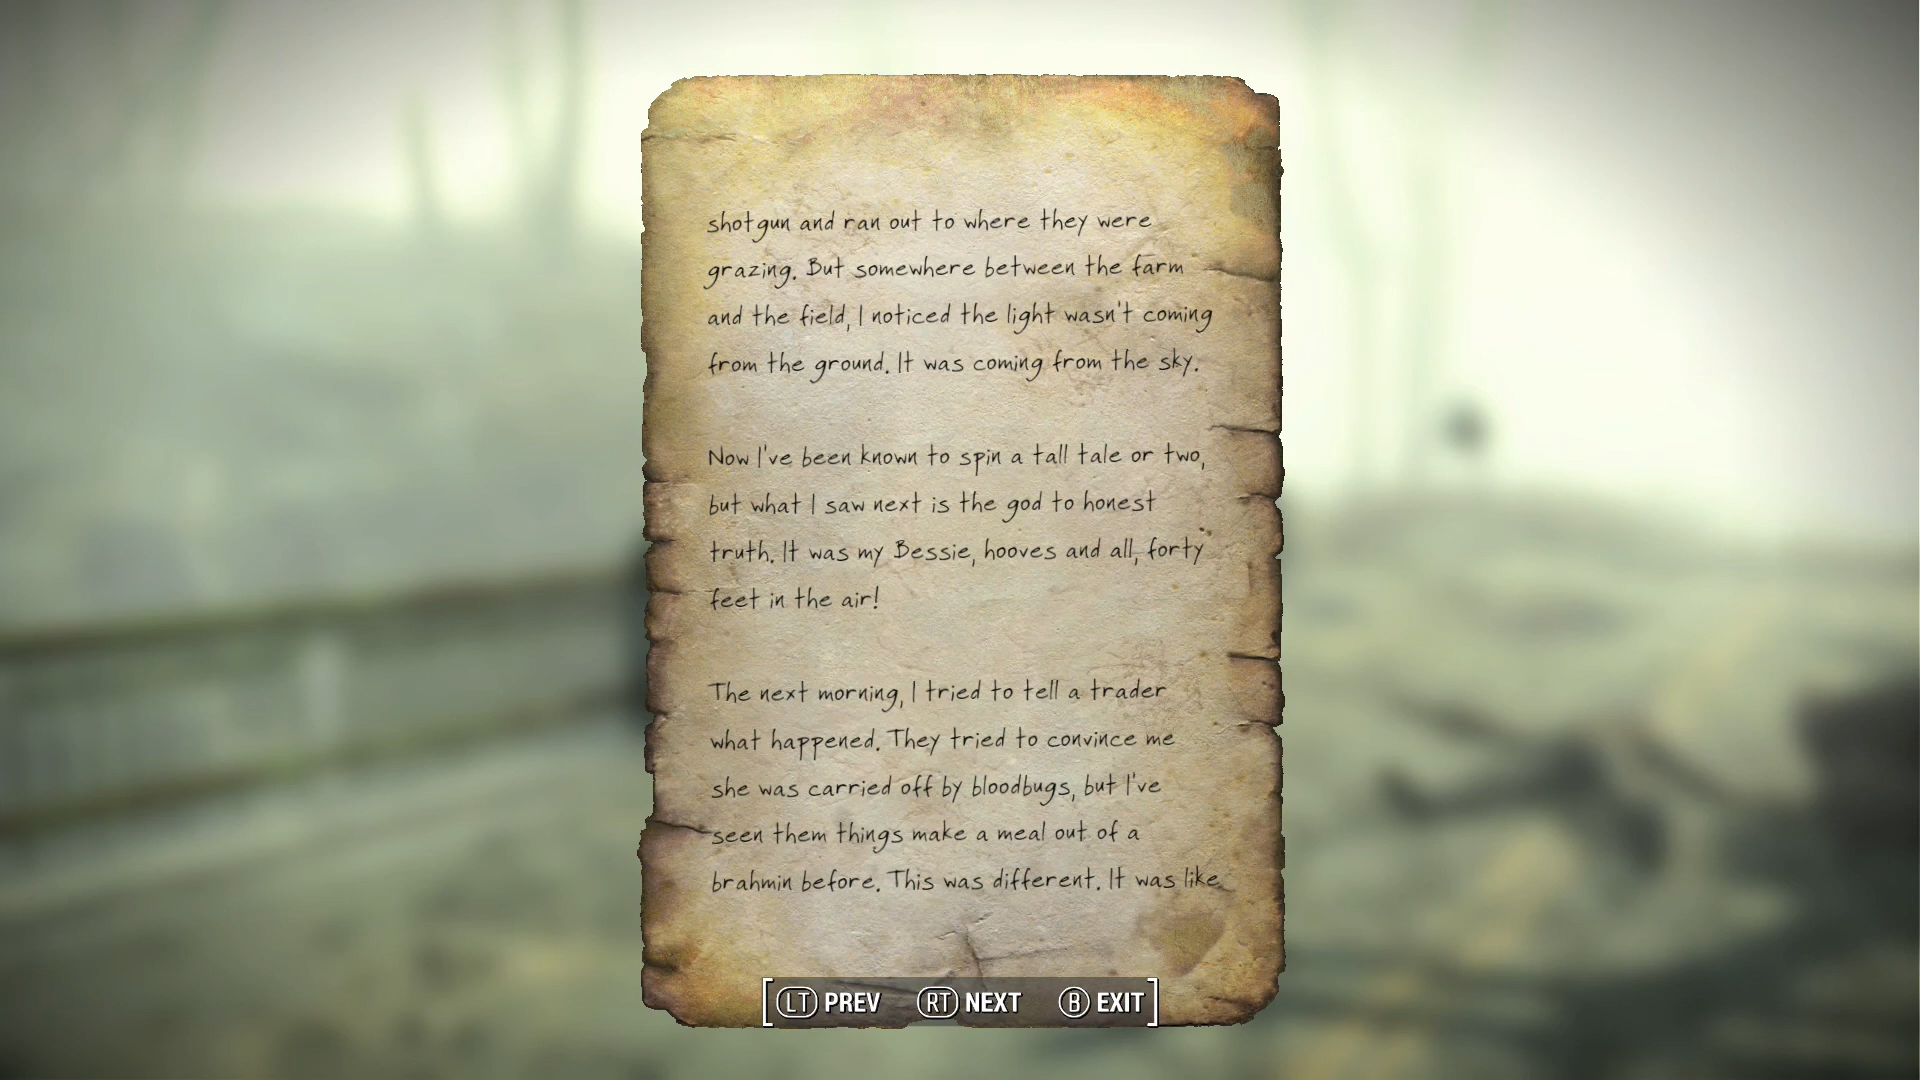 shotgun and ran out to where they were
grazing. But somewhere between the farm
and the field, I noticed the light wasn't coming
from the ground. It was coming from the sky.
Now I've been known to spin a tall tale or two,
but what I saw next is the god to honest
truth. It was my Bessie, hooves and all, forty
feet in the air!
The next morning, I tried to tell a trader
what happened. They tried to convince me
she was carried off by bloodbugs, but I've
seen them things make a meal out of a
brahmin before. This was different. It was like
LT PREV RT NEXT B EXIT